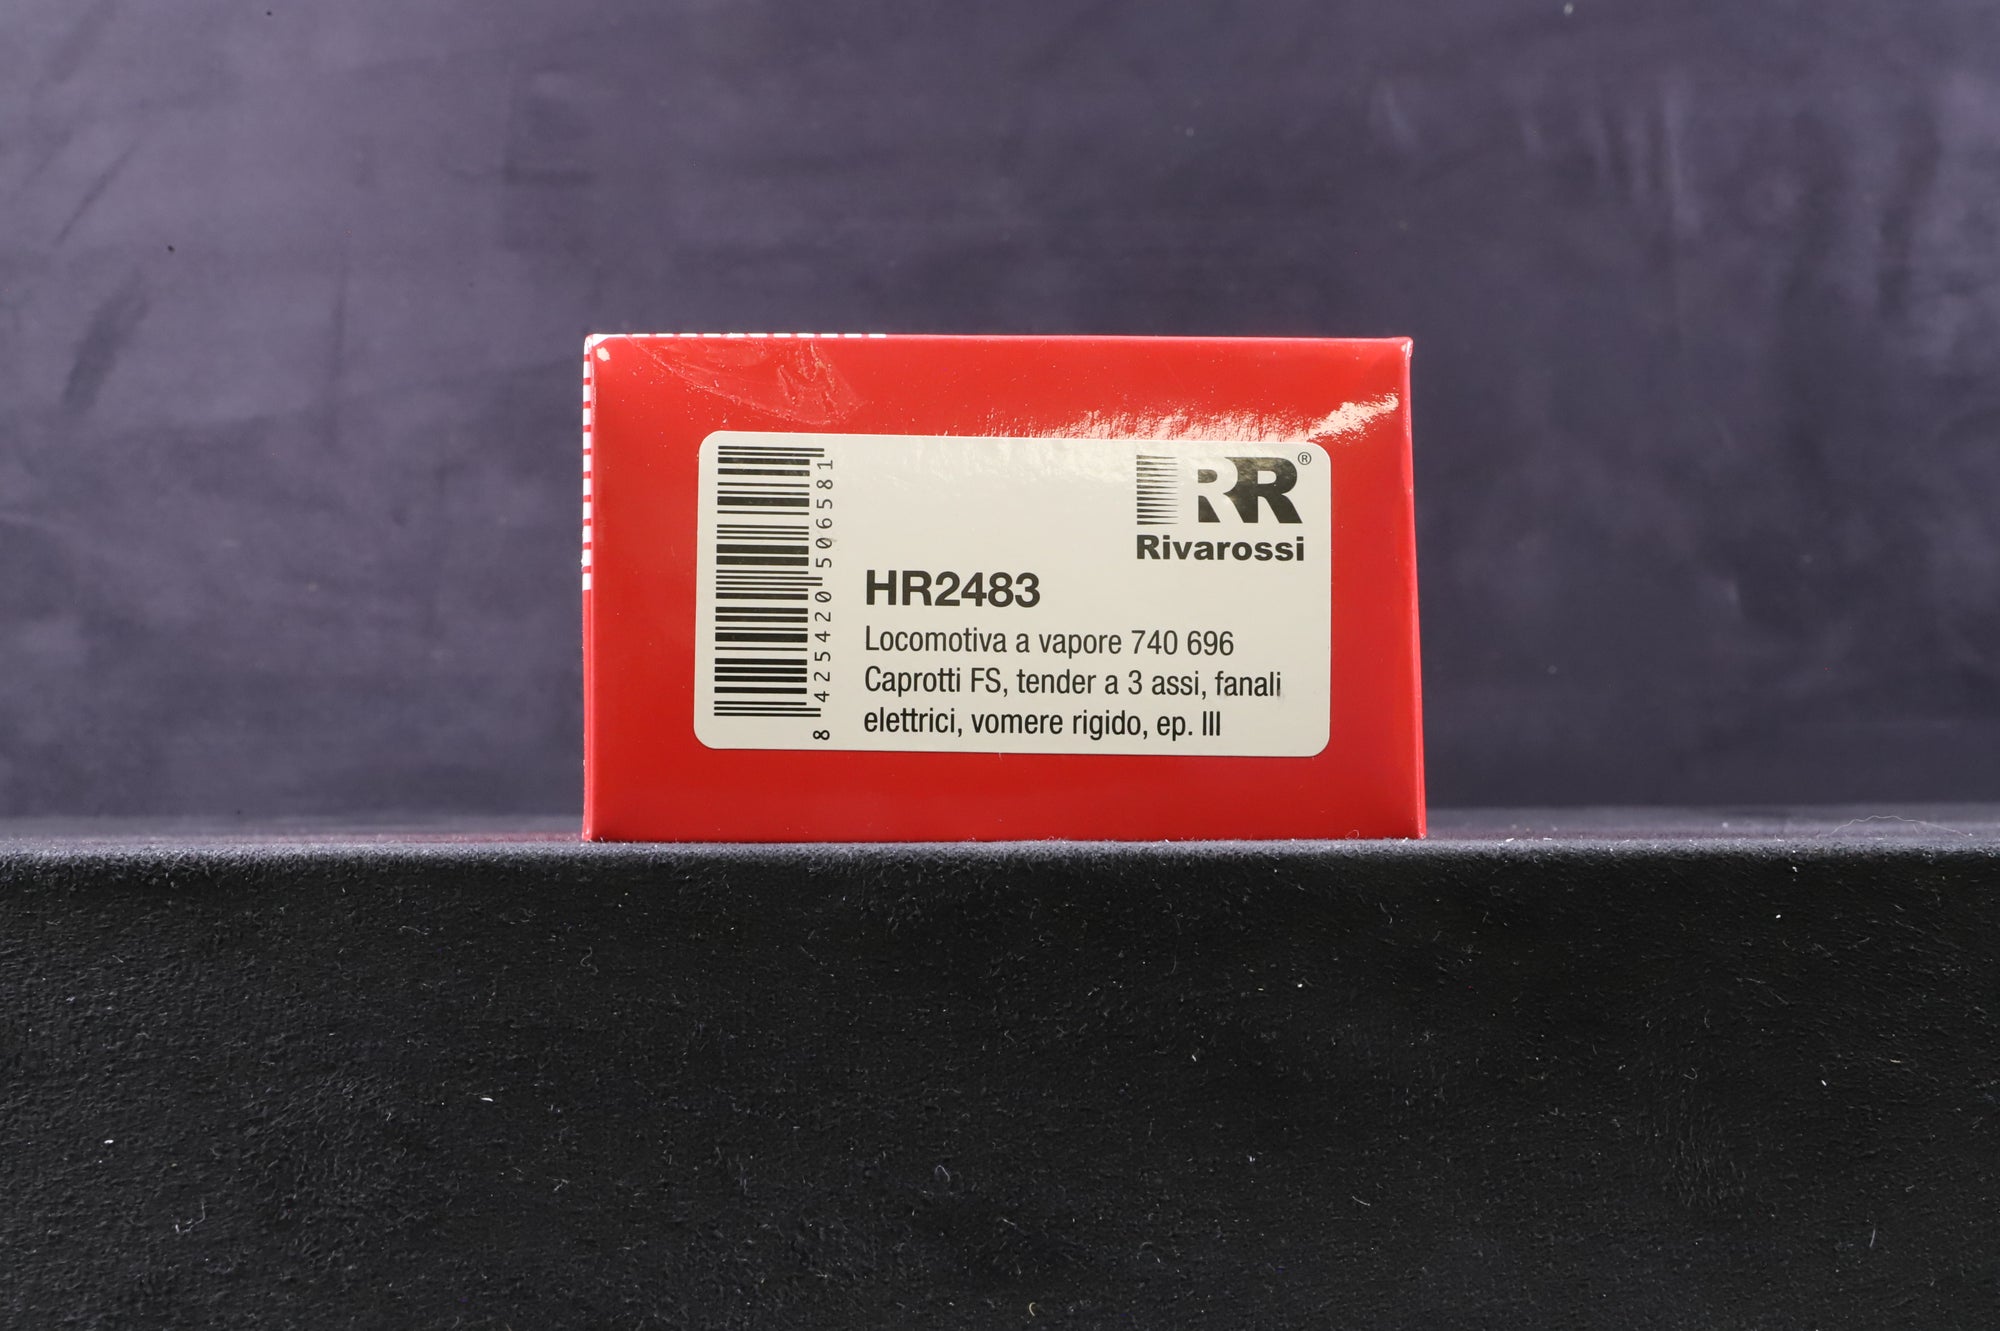 RR®
Rivarossi
HR2483
Locomotiva a vapore 740 696
Caprotti FS, tender a 3 assi, fanali
elettrici, vomere rigido, ep. III
8 425420 506581